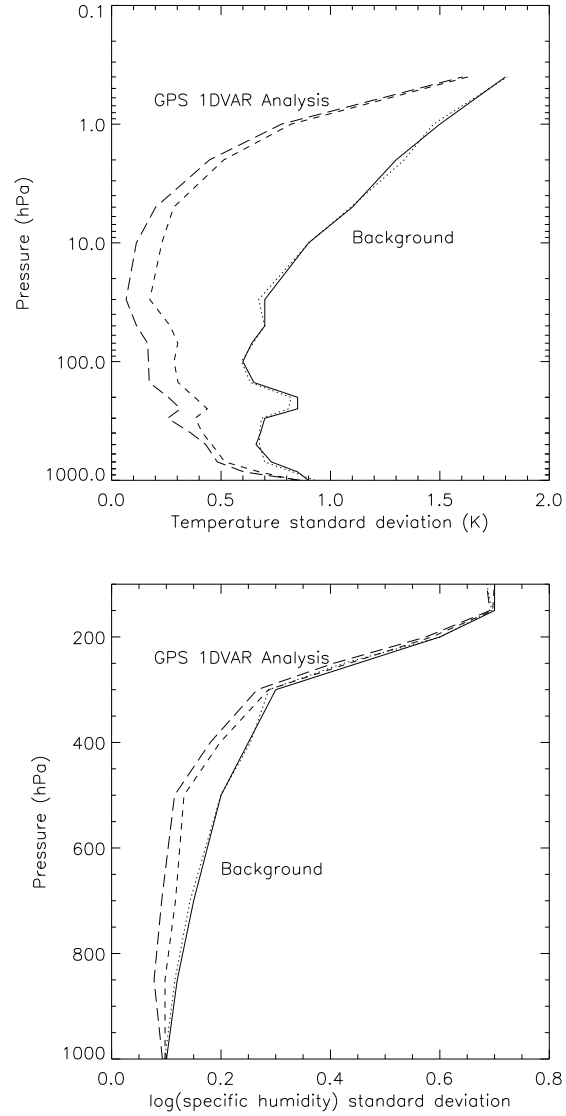 0.1
GPS 1DVAR Analysis
1.0
Pressure (hPa)
Background
10.0
100.0
1000.0
0.0 0.5 1.0 1.5 2.0
Temperature standard deviation (K)
200
GPS 1DVAR Analysis
400
Pressure (hPa)
600
Background
800
1000
0.0 0.2 0.4 0.6 0.8
log(specific humidity) standard deviation